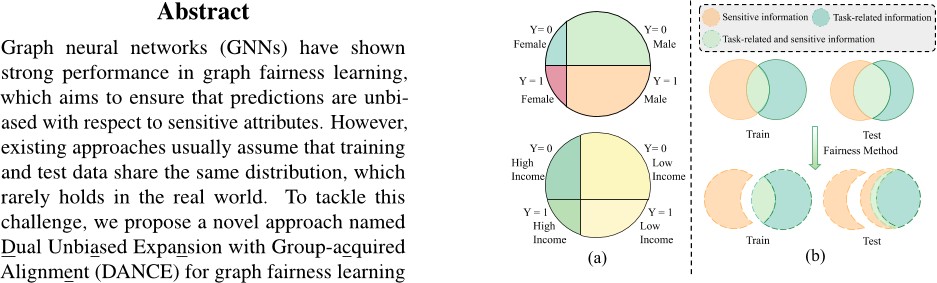 Abstract
Graph neural networks (GNNs) have shown
strong performance in graph fairness learning,
which aims to ensure that predictions are unbi-
ased with respect to sensitive attributes. However,
existing approaches usually assume that training
and test data share the same distribution, which
rarely holds in the real world. To tackle this
challenge, we propose a novel approach named
Dual Unbiased Expansion with Group-acquired
Alignment (DANCE) for graph fairness learning
Y= 0
Female
Y= 0
Male
Y = 1
Female
Y = 1
Male
Y= 0
High
Income
Y= 0
Low
Income
Y = 1
High
Income
Y = 1
Low
Income
(a)
Sensitive information
Task-related information
Task-related and sensitive information
Train
Test
Fairness Method
Train
Test
(b)